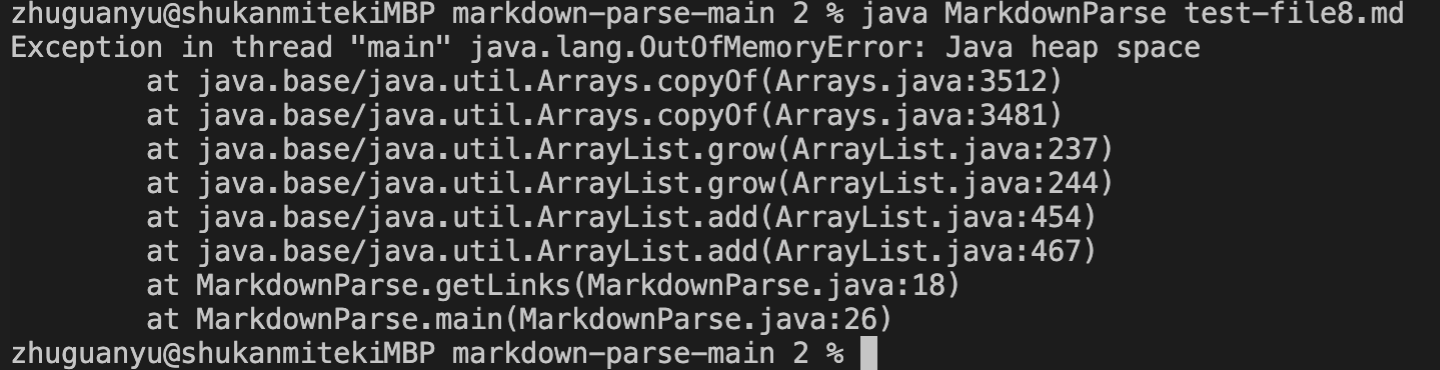 zhuguanyu@shukanmitekiMBP markdown-parse-main 2 % java MarkdownParse test-file8.md
Exception in thread "main" java.lang.OutOfMemoryError: Java heap space
        at java.base/java.util.Arrays.copyOf(Arrays.java:3512)
        at java.base/java.util.Arrays.copyOf(Arrays.java:3481)
        at java.base/java.util.ArrayList.grow(ArrayList.java:237)
        at java.base/java.util.ArrayList.grow(ArrayList.java:244)
        at java.base/java.util.ArrayList.add(ArrayList.java:454)
        at java.base/java.util.ArrayList.add(ArrayList.java:467)
        at MarkdownParse.getLinks(MarkdownParse.java:18)
        at MarkdownParse.main(MarkdownParse.java:26)
zhuguanyu@shukanmitekiMBP markdown-parse-main 2 %